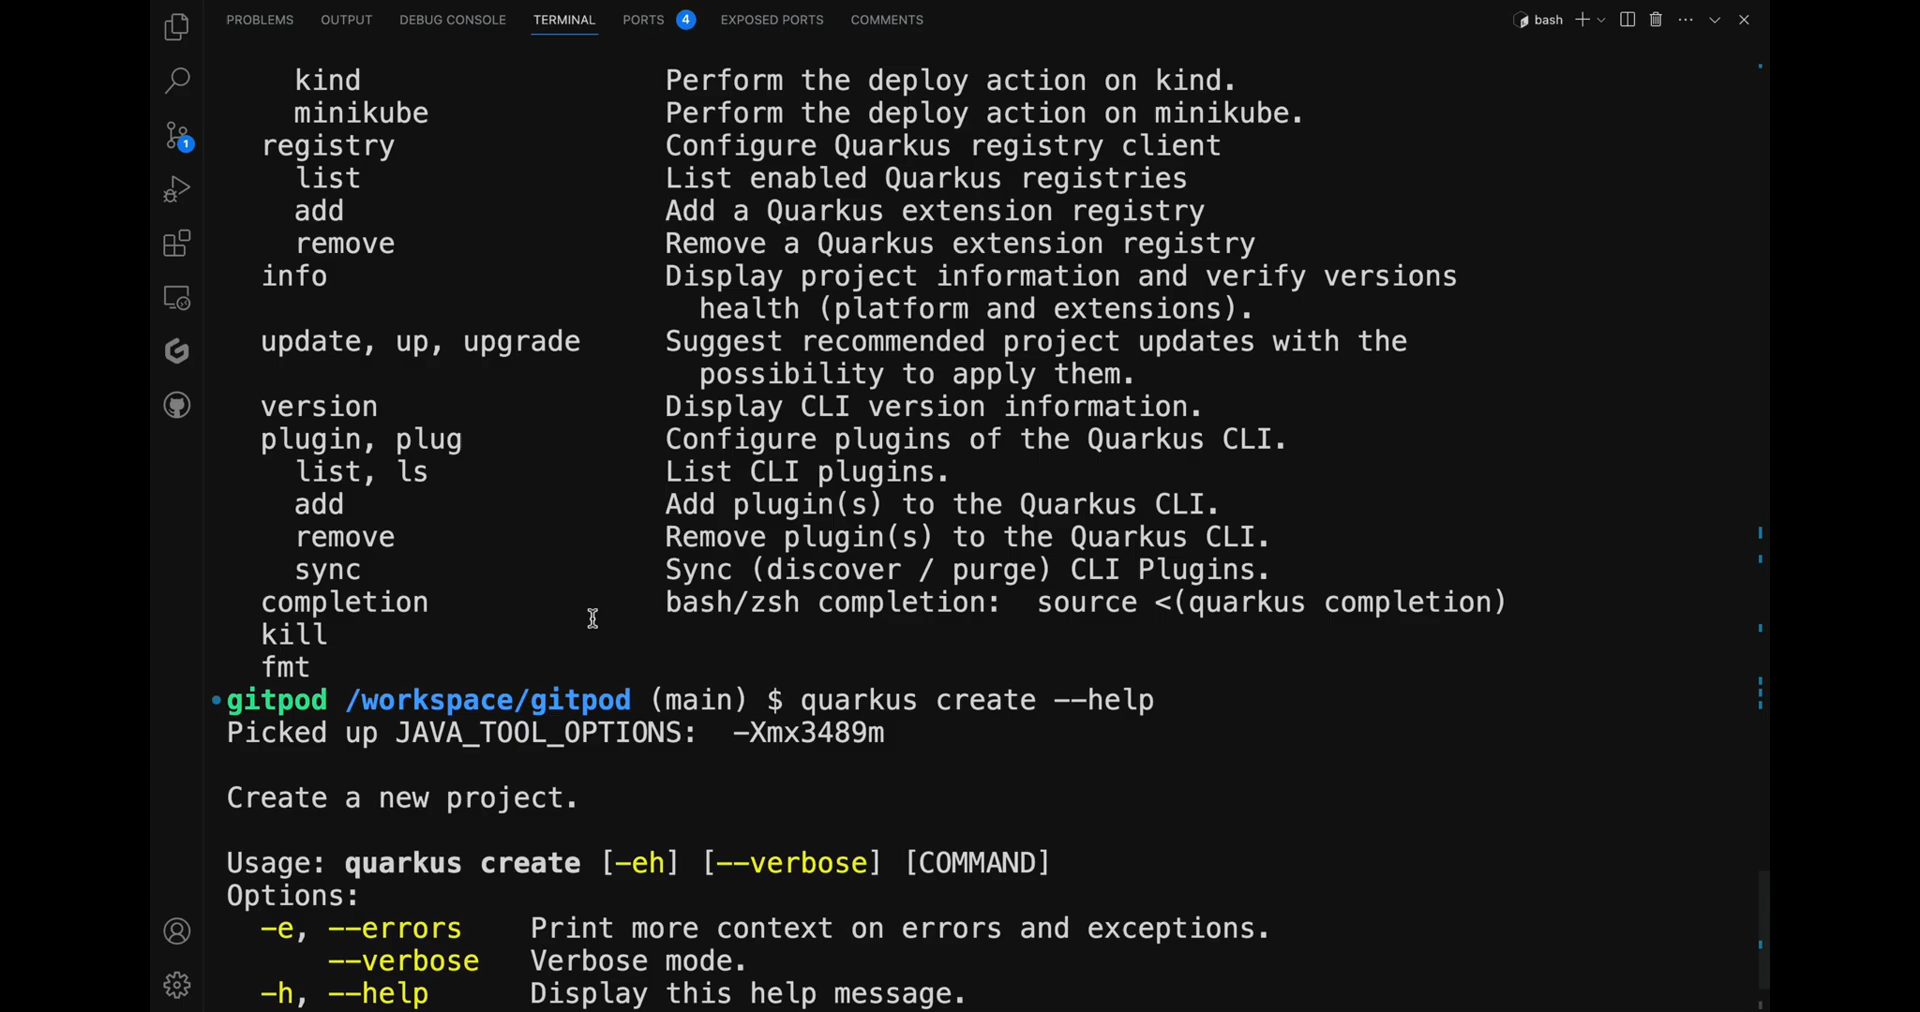 PROBLEMS OUTPUT DEBUG CONSOLE TERMINAL PORTS 4 EXPOSED PORTS COMMENTS bash
kind Perform the deploy action on kind.
minikube Perform the deploy action on minikube.
registry Configure Quarkus registry client
list List enabled Quarkus registries
add Add a Quarkus extension registry
remove Remove a Quarkus extension registry
info Display project information and verify versions
health (platform and extensions).
update, up, upgrade Suggest recommended project updates with the
possibility to apply them.
version Display CLI version information.
plugin, plug Configure plugins of the Quarkus CLI.
list, ls List CLI plugins.
add Add plugin(s) to the Quarkus CLI.
remove Remove plugin(s) to the Quarkus CLI.
sync Sync (discover / purge) CLI Plugins.
completion bash/zsh completion: source <(quarkus completion)
kill
fmt
gitpod /workspace/gitpod (main) $ quarkus create --help
Picked up JAVA_TOOL_OPTIONS: -Xmx3489m
Create a new project.
Usage: quarkus create [-eh] [--verbose] [COMMAND]
Options:
-e, --errors Print more context on errors and exceptions.
--verbose Verbose mode.
-h, --help Display this help message.
1